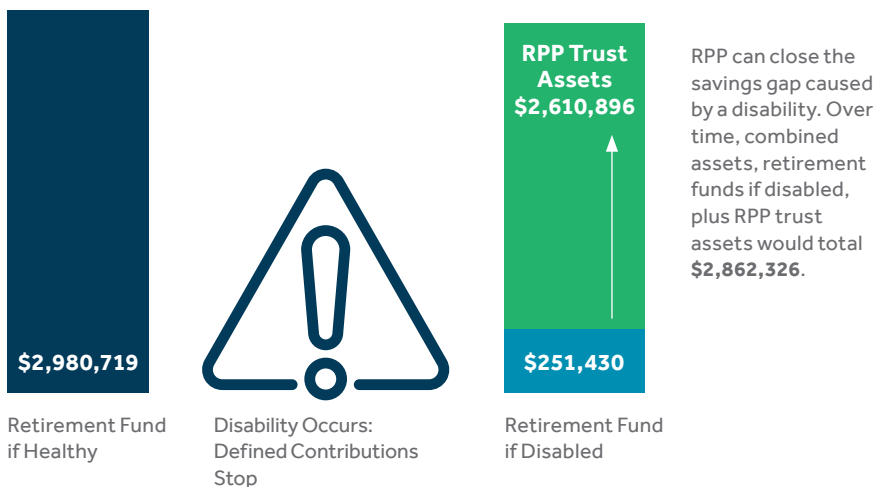 $2,980,719
Retirement Fund
if Healthy
Disability Occurs:
Defined Contributions
Stop
RPP Trust
Assets
$2,610,896
$251,430
Retirement Fund
if Disabled
RPP can close the
savings gap caused
by a disability. Over
time, combined
assets, retirement
funds if disabled,
plus RPP trust
assets would total
$2,862,326.